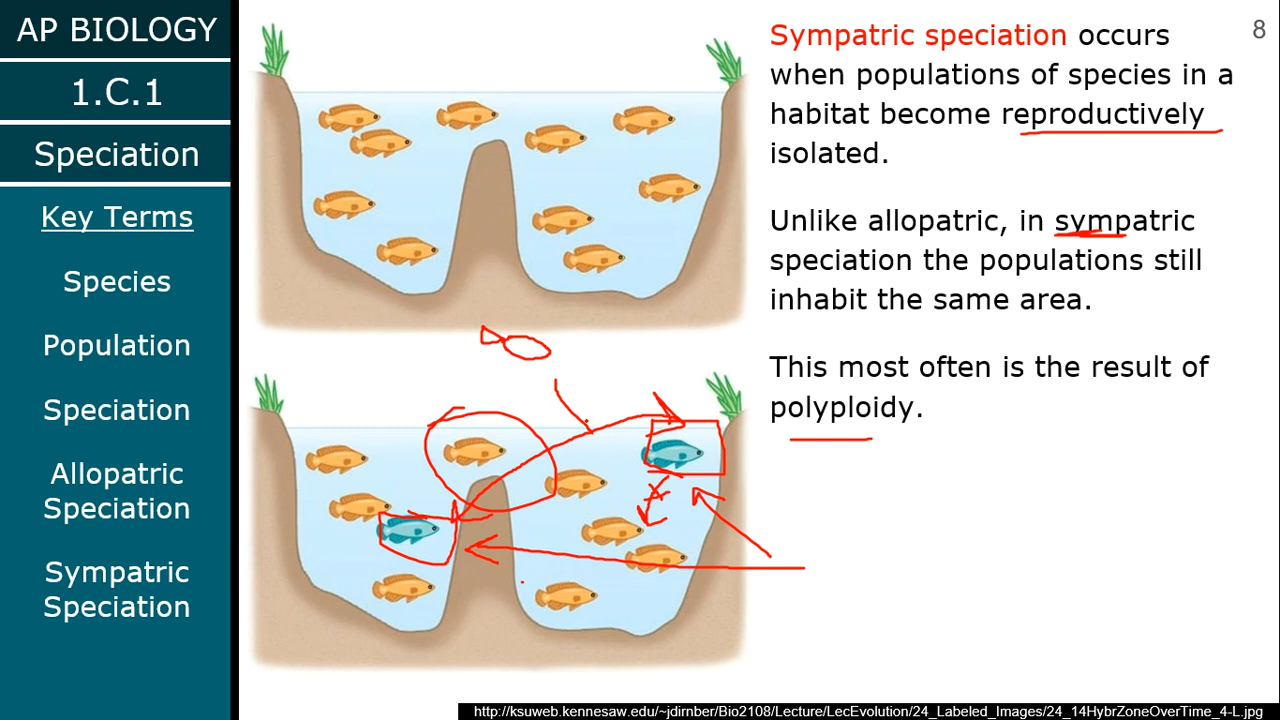 AP BIOLOGY
1.C.1
Speciation
Key Terms
Species
Population
Speciation
Allopatric
Speciation
Sympatric
Speciation
8
Sympatric speciation occurs
when populations of species in a
habitat become reproductively
isolated.
Unlike allopatric, in sympatric
speciation the populations still
inhabit the same area.
This most often is the result of
polyploidy.
http://ksuweb.kennesaw.edu/~jdirnber/Bio2108/Lecture/LecEvolution/24_Labeled_Images/24_14HybrZoneOverTime_4-L.jpg